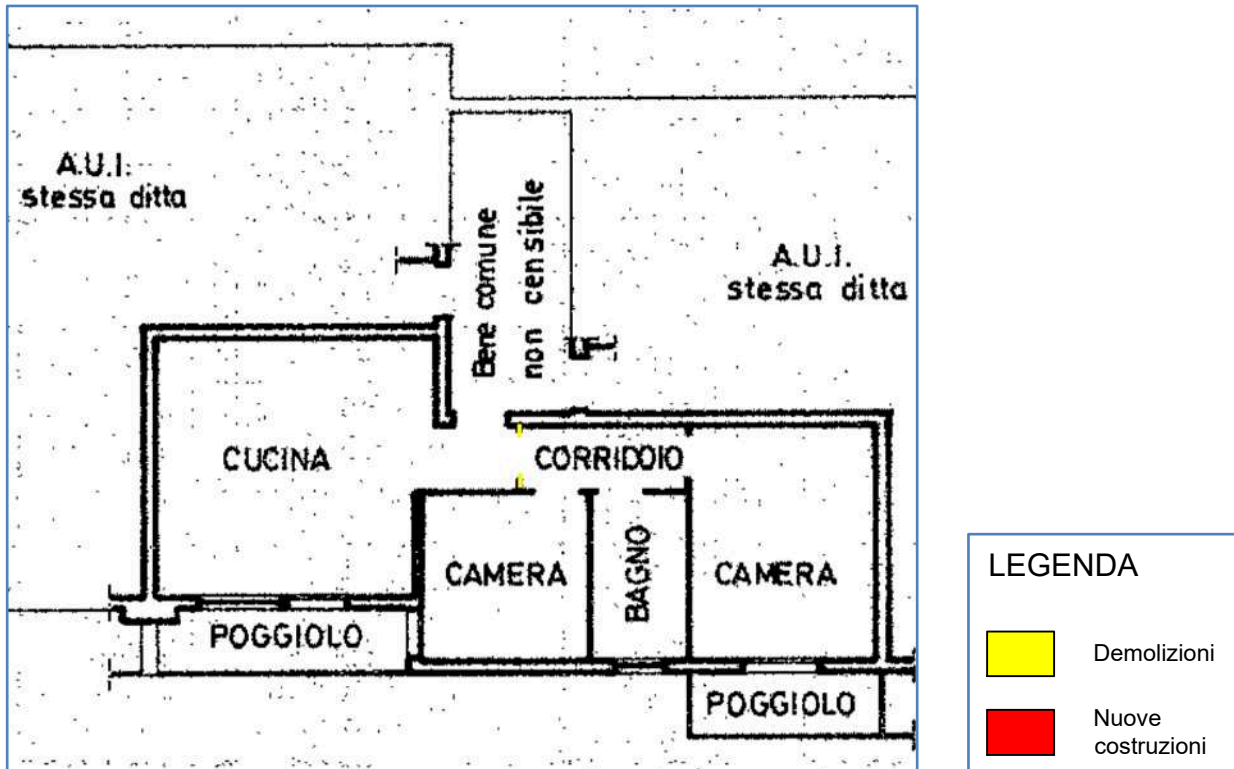 A.U.I.
stessa ditta
Bene comune
non censibile
A.U.I.
stessa ditta
CUCINA
CORRIDOIO
CAMERA
BAGNO
CAMERA
POGGIOLO
POGGIOLO
LEGENDA
Demolizioni
Nuove
costruzioni